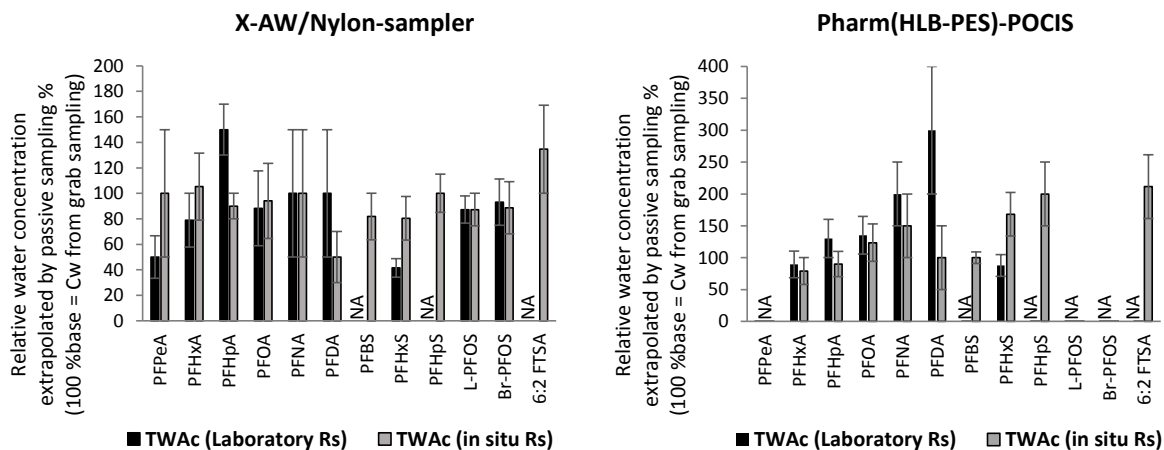 X-AW/Nylon-sampler
Relative water concentration
extrapolated by passive sampling %
(100 %base = Cw from grab sampling)
200
180
160
140
120
100
80
60
40
20
0
NA
NA
NA
PFPeA
PFHxA
PFHpA
PFOA
PFNA
PFDA
PFBS
PFHxS
PFHpS
L-PFOS
Br-PFOS
6:2 FTSA
TWAc (Laboratory Rs)
TWAc (in situ Rs)
Pharm(HLB-PES)-POCIS
Relative water concentration
extrapolated by passive sampling %
(100 %base = Cw from grab sampling)
400
350
300
250
200
150
100
50
0
NA
NA
NA
NA
NA
NA
PFPeA
PFHxA
PFHpA
PFOA
PFNA
PFDA
PFBS
PFHxS
PFHpS
L-PFOS
Br-PFOS
6:2 FTSA
TWAc (Laboratory Rs)
TWAc (in situ Rs)